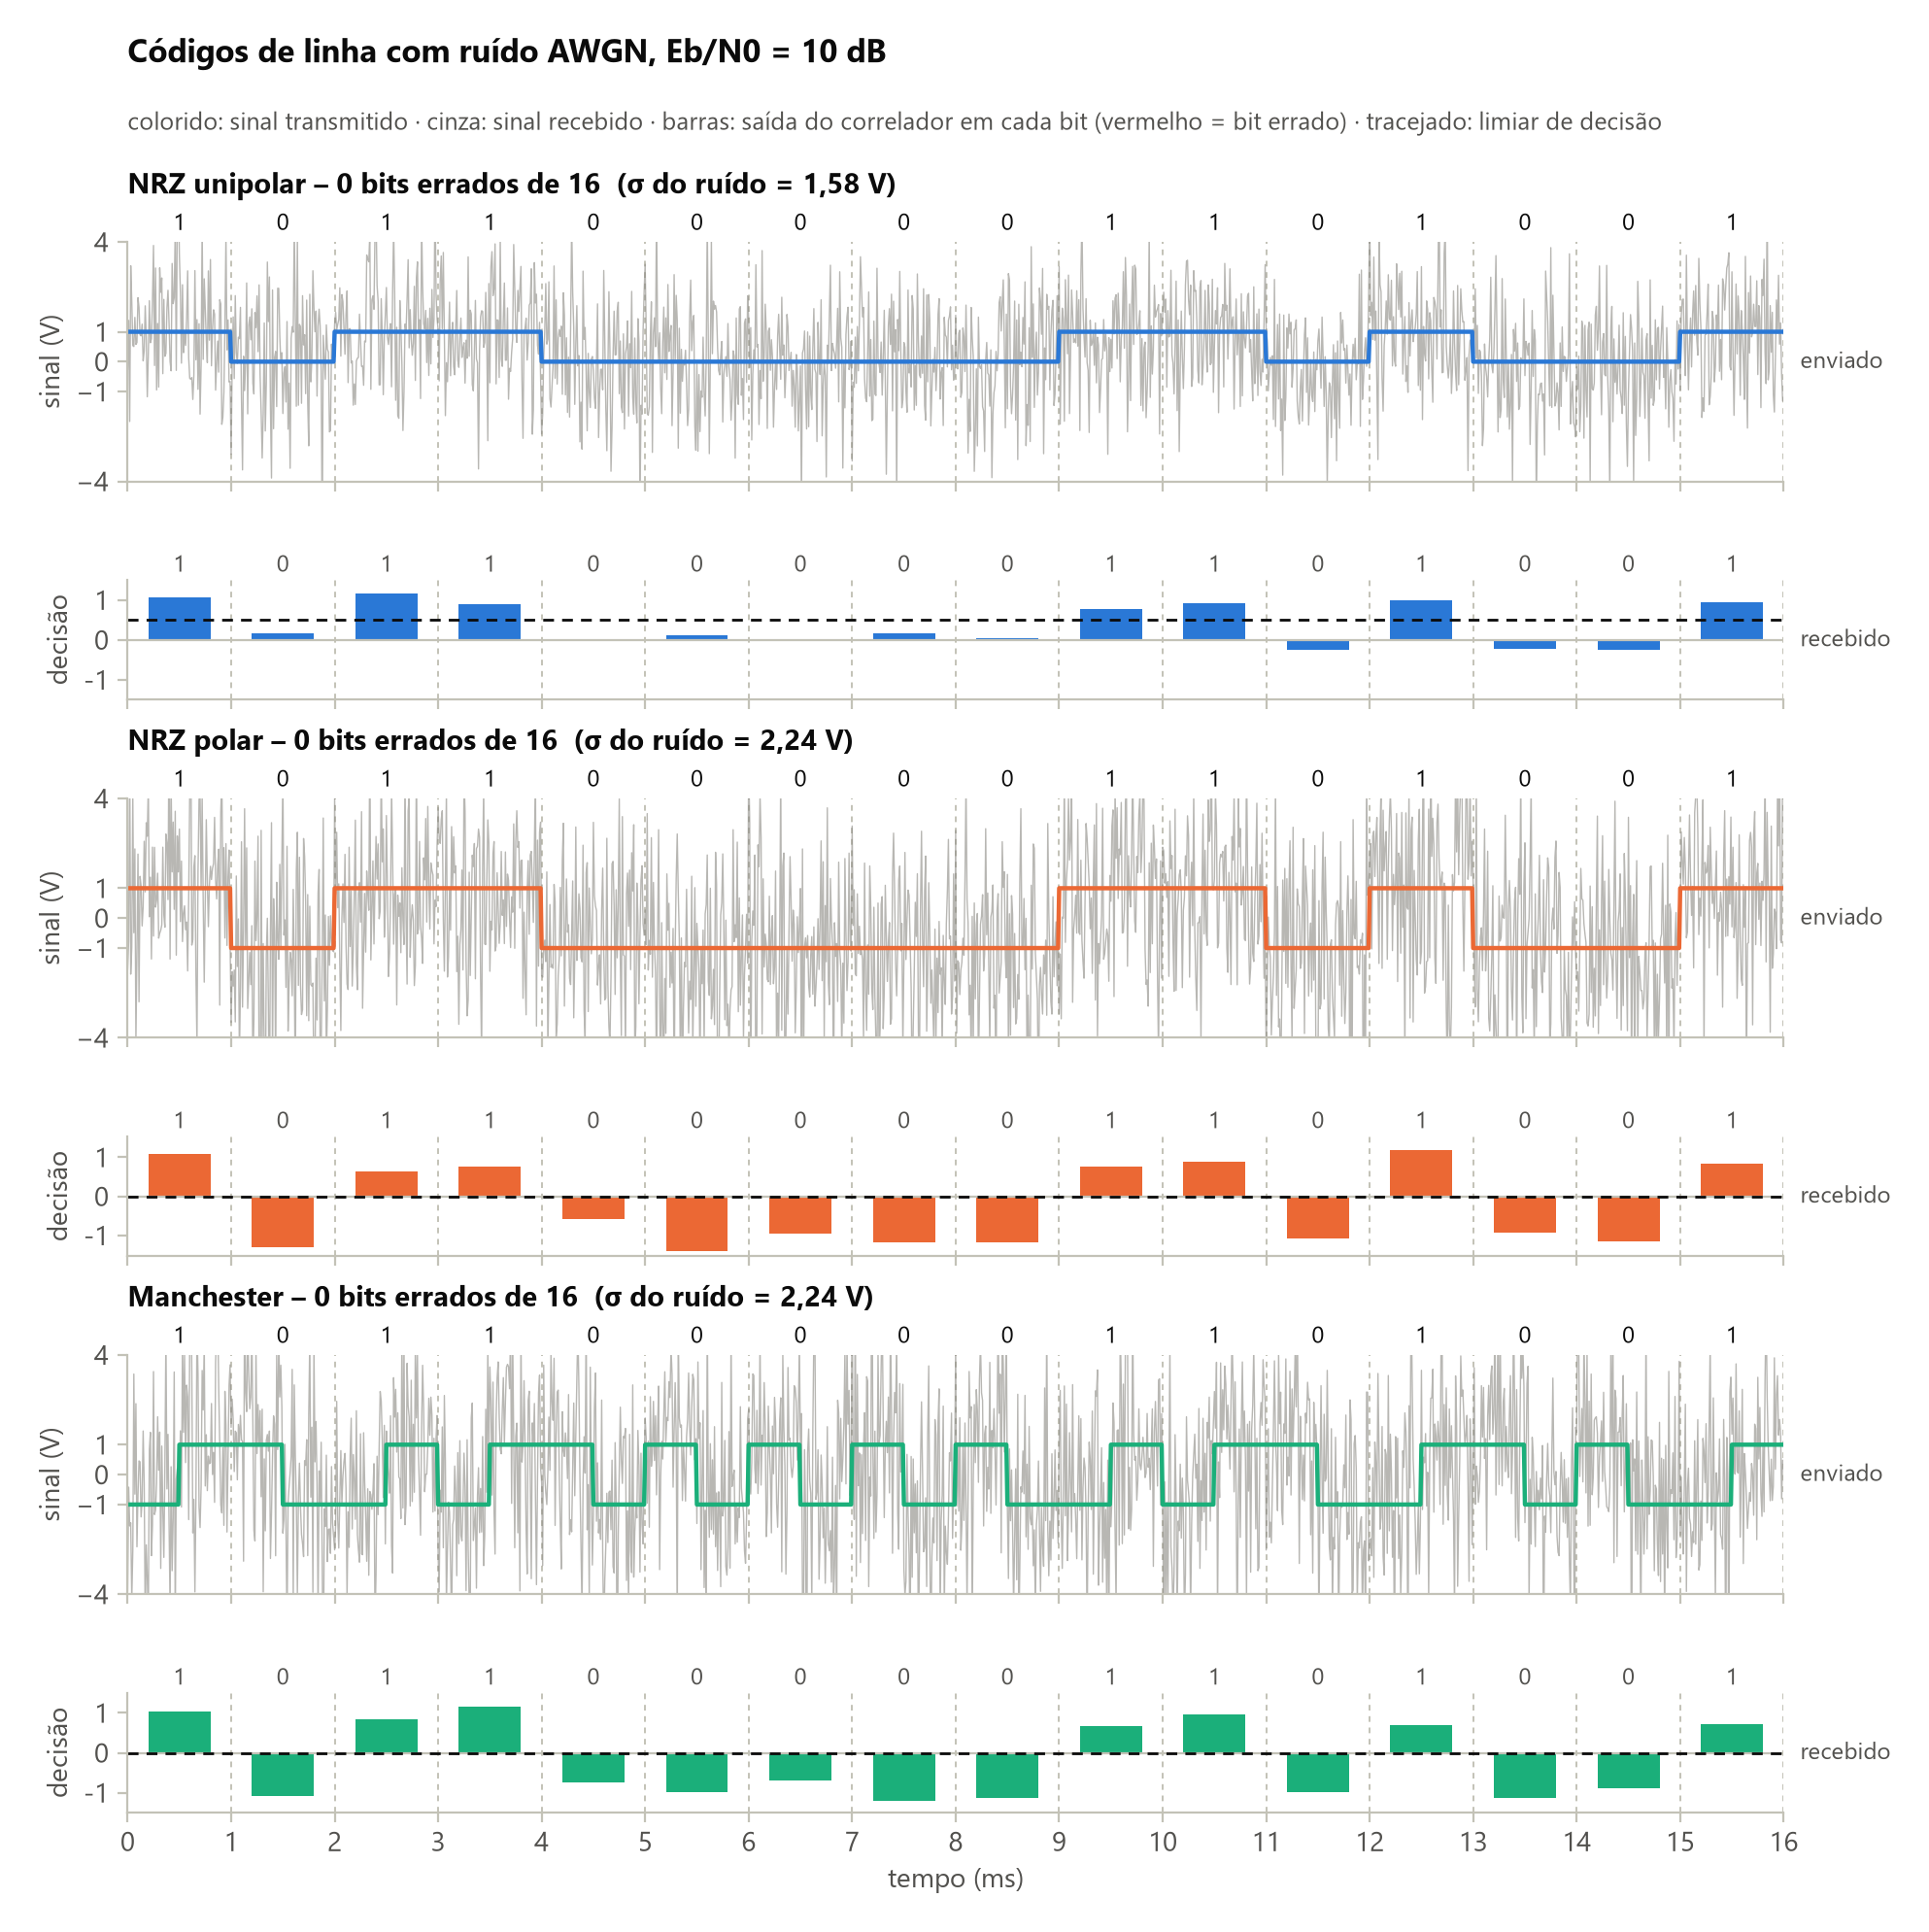 Códigos de linha com ruído AWGN, Eb/N0 = 10 dB
colorido: sinal transmitido · cinza: sinal recebido · barras: saída do correlador em cada bit (vermelho = bit errado) · tracejado: limiar de decisão
NRZ unipolar – 0 bits errados de 16 (σ do ruído = 1,58 V)
1 0 1 1 0 0 0 0 0 1 1 0 1 0 0 1
4
1
0
−1
−4
sinal (V)
enviado
1 0 1 1 0 0 0 0 0 1 1 0 1 0 0 1
1
0
-1
decisão
recebido
NRZ polar – 0 bits errados de 16 (σ do ruído = 2,24 V)
1 0 1 1 0 0 0 0 0 1 1 0 1 0 0 1
4
1
0
−1
−4
sinal (V)
enviado
1 0 1 1 0 0 0 0 0 1 1 0 1 0 0 1
1
0
-1
decisão
recebido
Manchester – 0 bits errados de 16 (σ do ruído = 2,24 V)
1 0 1 1 0 0 0 0 0 1 1 0 1 0 0 1
4
1
0
−1
−4
sinal (V)
enviado
1 0 1 1 0 0 0 0 0 1 1 0 1 0 0 1
1
0
-1
decisão
recebido
0 1 2 3 4 5 6 7 8 9 10 11 12 13 14 15 16
tempo (ms)